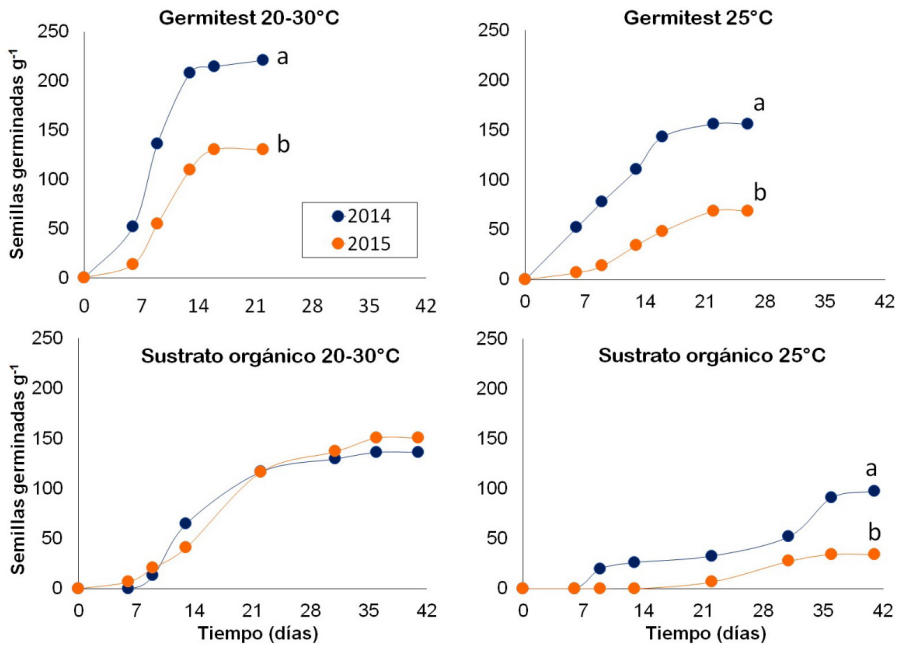 Germitest 20-30°C
Semillas germinadas g⁻¹
250
200
150
100
50
0
a
b
2014
2015
0 7 14 21 28 35 42
Germitest 25°C
250
200
150
100
50
0
a
b
0 7 14 21 28 35 42
Sustrato orgánico 20-30°C
Semillas germinadas g⁻¹
250
200
150
100
50
0
0 7 14 21 28 35 42
Tiempo (días)
Sustrato orgánico 25°C
250
200
150
100
50
0
a
b
0 7 14 21 28 35 42
Tiempo (días)